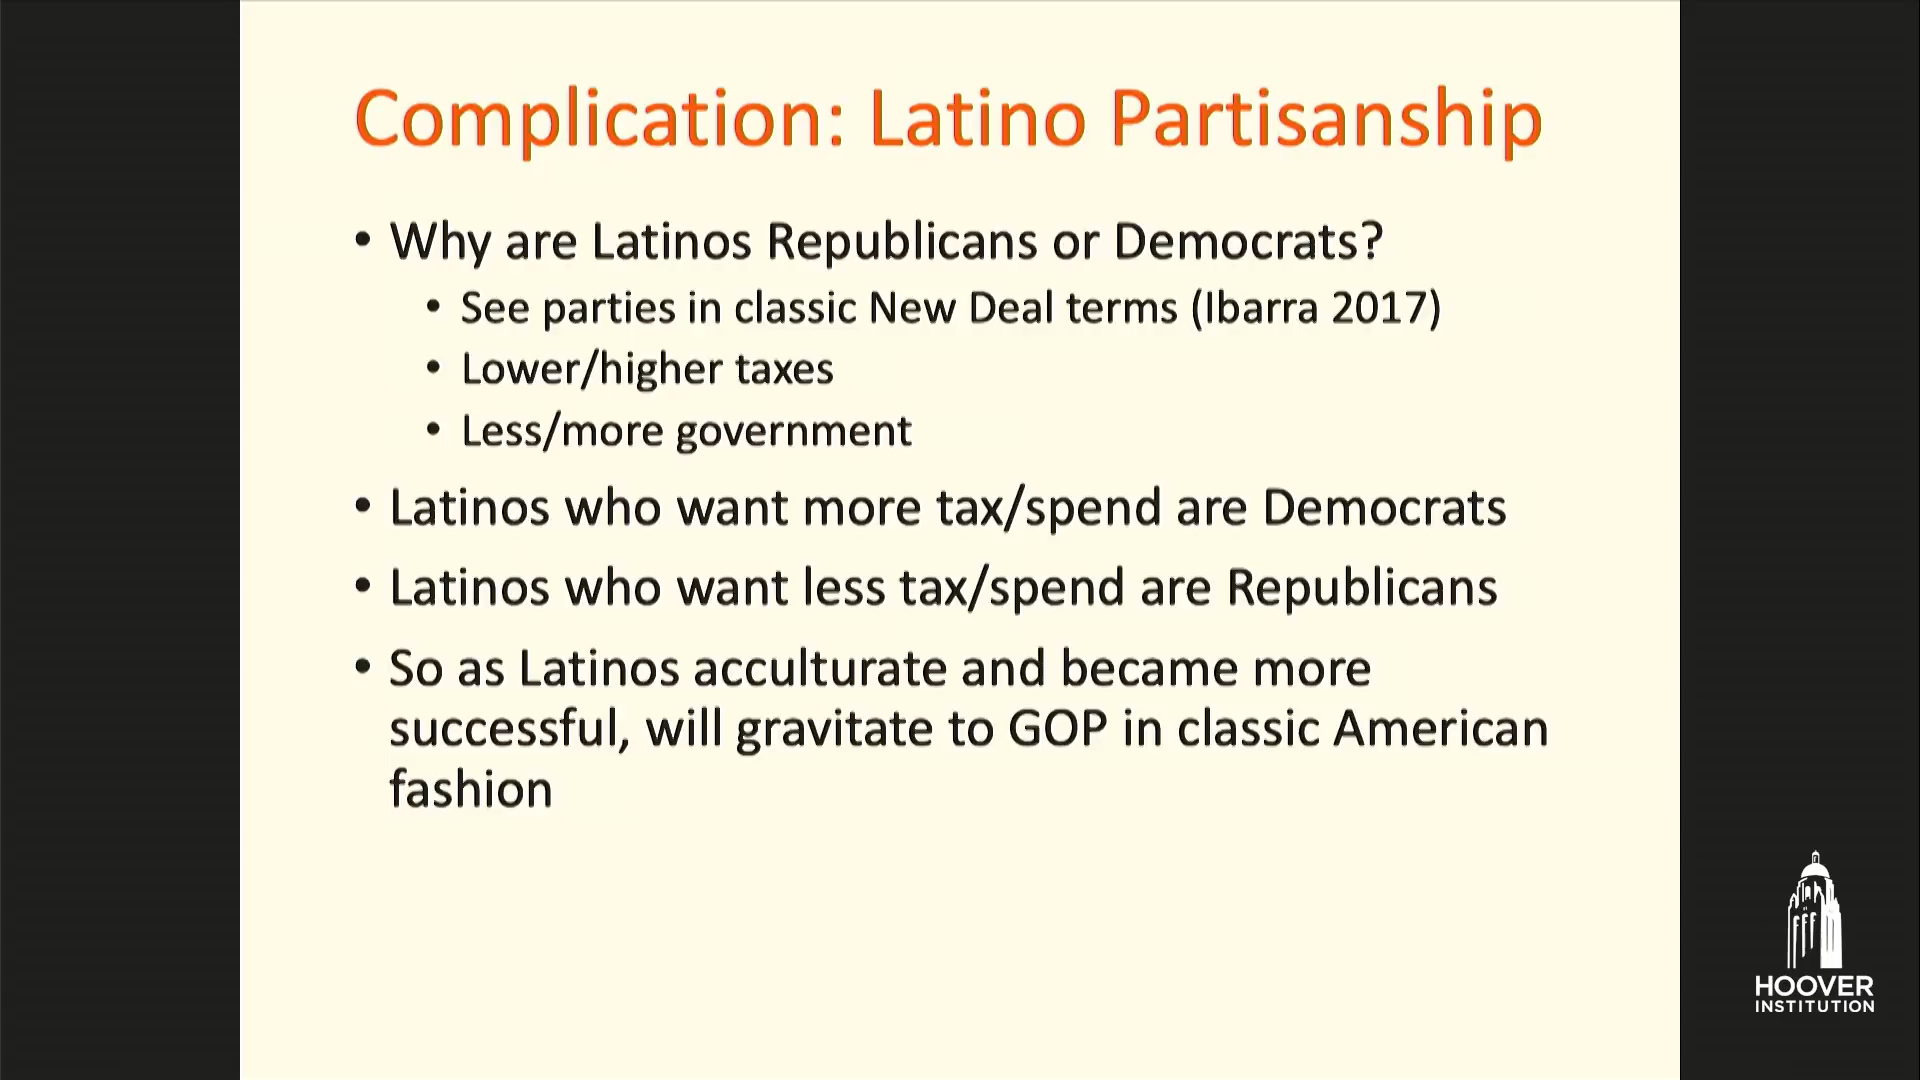 Complication: Latino Partisanship
• Why are Latinos Republicans or Democrats?
• See parties in classic New Deal terms (Ibarra 2017)
• Lower/higher taxes
• Less/more government
• Latinos who want more tax/spend are Democrats
• Latinos who want less tax/spend are Republicans
• So as Latinos acculturate and became more
successful, will gravitate to GOP in classic American
fashion
HOOVER
INSTITUTION